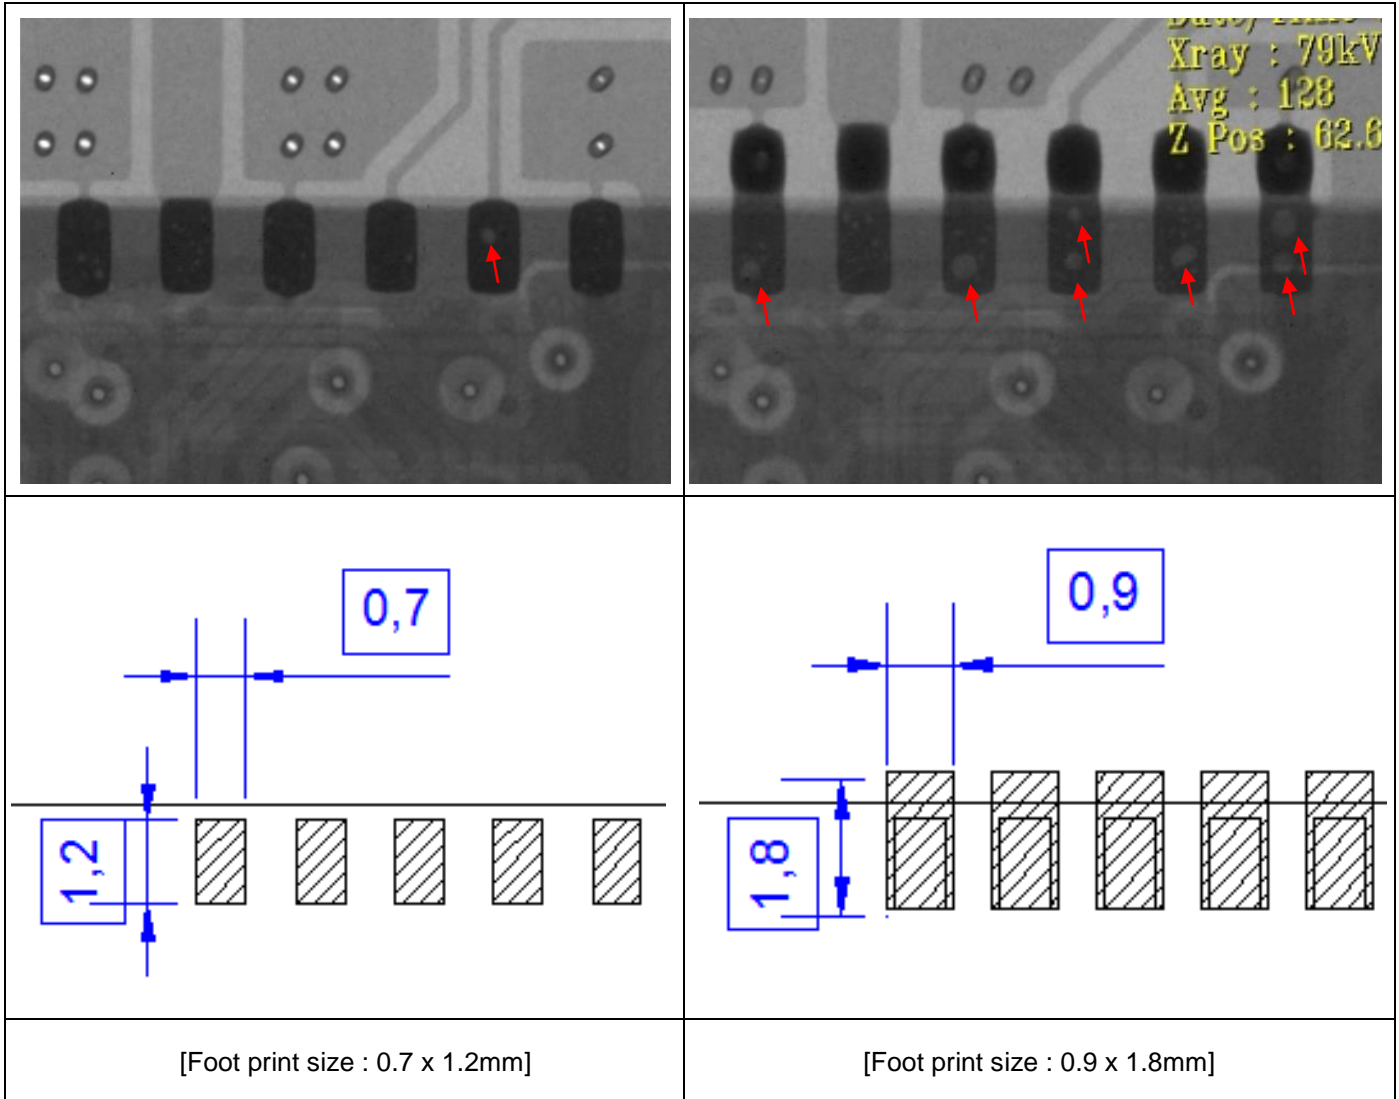 Xray : 79kV
Avg : 128
Z Pos : 62.6
0,7
1,2
0,9
1,8
[Foot print size : 0.7 x 1.2mm]
[Foot print size : 0.9 x 1.8mm]